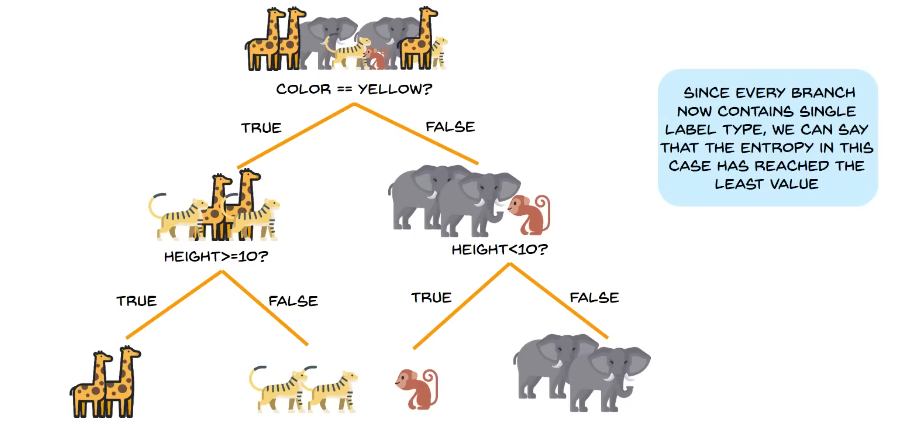 COLOR == YELLOW?
TRUE
FALSE
SINCE EVERY BRANCH
NOW CONTAINS SINGLE
LABEL TYPE, WE CAN SAY
THAT THE ENTROPY IN THIS
CASE HAS REACHED THE
LEAST VALUE
HEIGHT>=10?
HEIGHT<10?
TRUE
FALSE
TRUE
FALSE